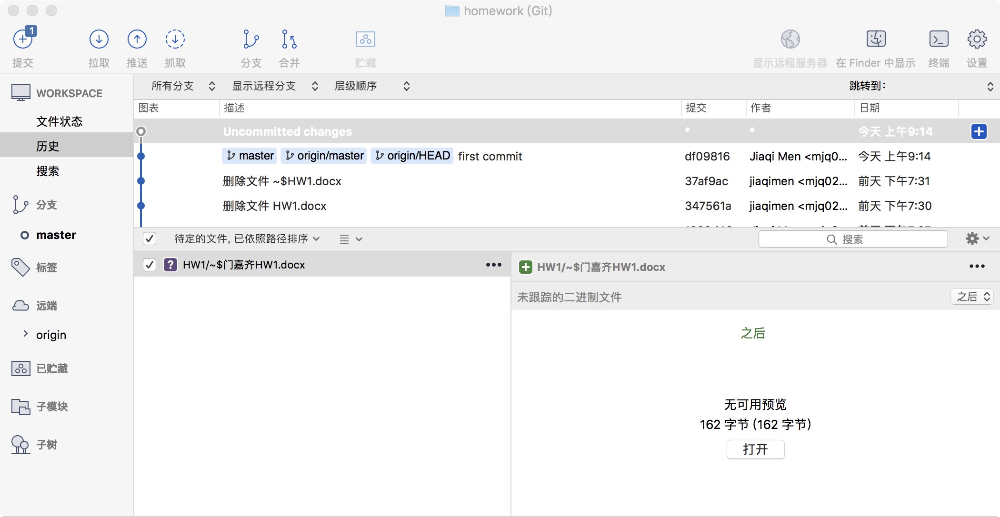 homework (Git)
1
提交 拉取 推送 抓取 分支 合并 贮藏 显示远程服务器 在 Finder 中显示 终端 设置
WORKSPACE
文件状态
历史
搜索
分支
master
标签
远端
origin
已贮藏
子模块
子树
所有分支 显示远程分支 层级顺序 跳转到:
图表 描述 提交 作者 日期
Uncommitted changes * * 今天 上午9:14
master origin/master origin/HEAD first commit df09816 Jiaqi Men <mjq0... 今天 上午9:14
删除文件 ~$HW1.docx 37af9ac jiaqimen <mjq02... 前天 下午7:31
删除文件 HW1.docx 347561a jiaqimen <mjq02... 前天 下午7:30
待定的文件, 已依照路径排序 搜索
HW1/~$门嘉齐HW1.docx
HW1/~$门嘉齐HW1.docx
未跟踪的二进制文件 之后
之后
无可用预览
162 字节 (162 字节)
打开